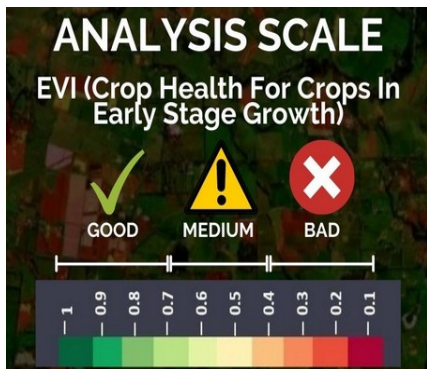 ANALYSIS SCALE
EVI (Crop Health For Crops In
Early Stage Growth)
GOOD MEDIUM BAD
1 0.9 0.8 0.7 0.6 0.5 0.4 0.3 0.2 0.1